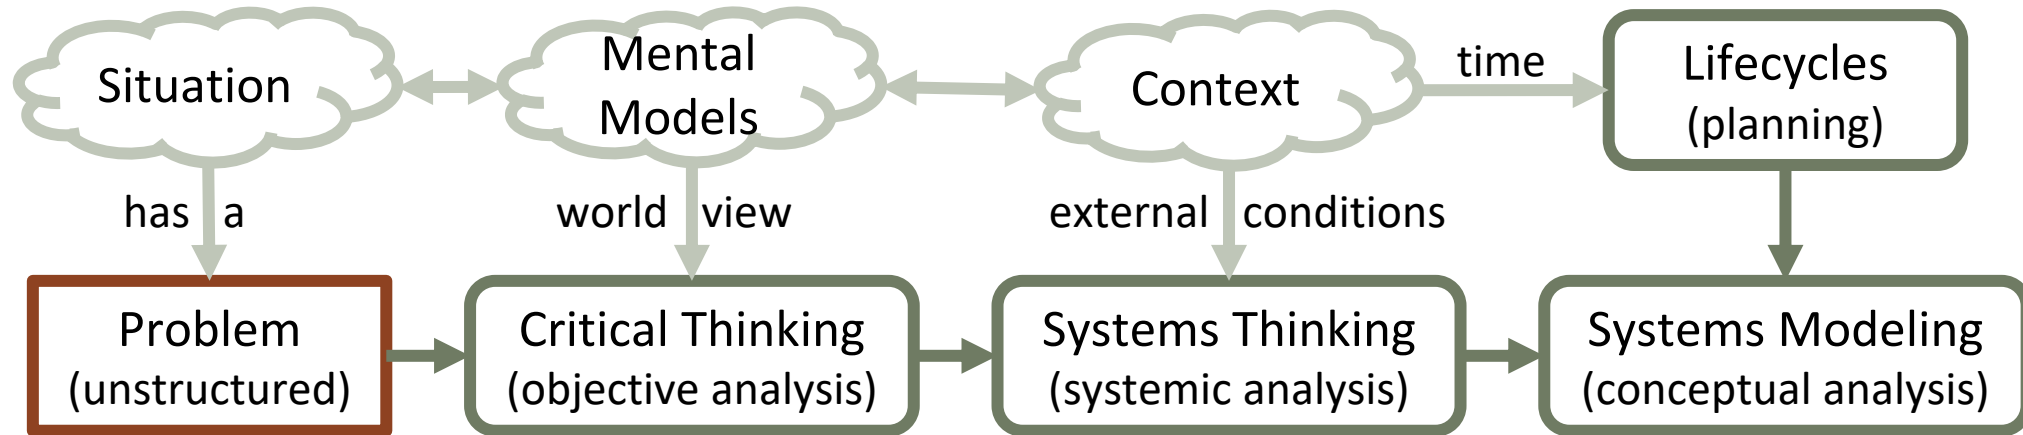 Situation
Mental
Models
Context
time
Lifecycles
(planning)
has a
world view
external conditions
Problem
(unstructured)
Critical Thinking
(objective analysis)
Systems Thinking
(systemic analysis)
Systems Modeling
(conceptual analysis)